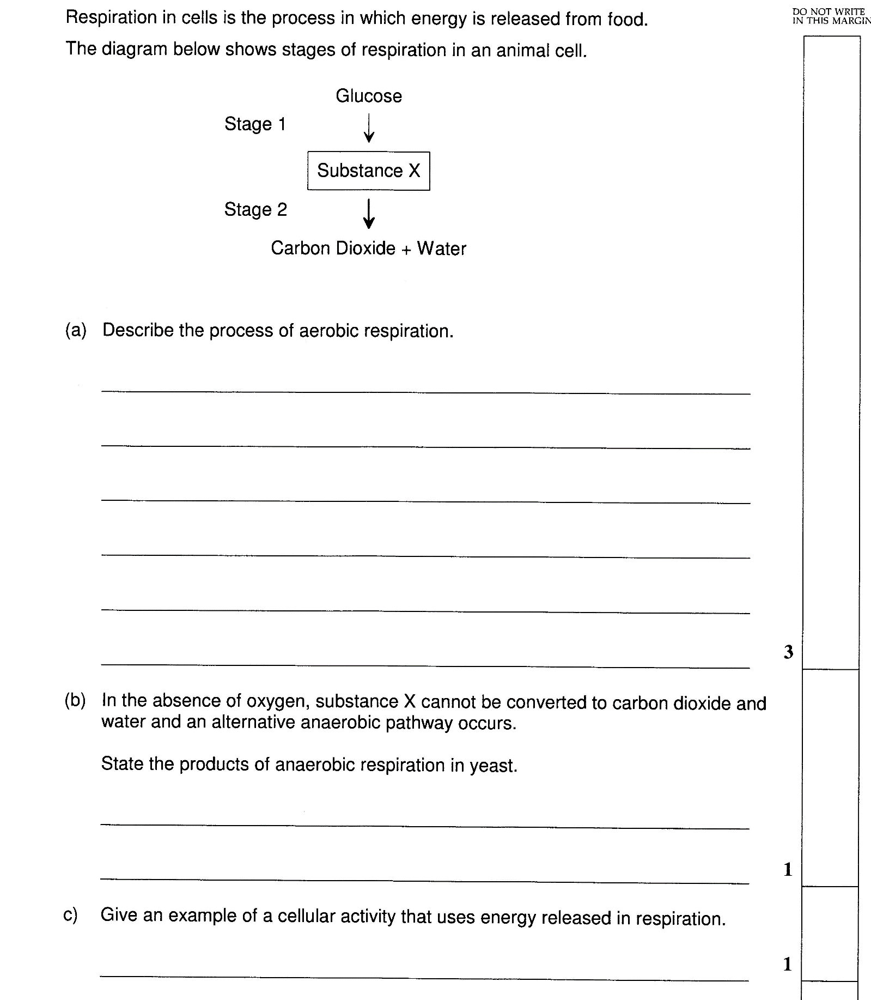 DO NOT WRITE
IN THIS MARGIN
Respiration in cells is the process in which energy is released from food.
The diagram below shows stages of respiration in an animal cell.
Glucose
Stage 1
Substance X
Stage 2
Carbon Dioxide + Water
(a) Describe the process of aerobic respiration.
3
(b) In the absence of oxygen, substance X cannot be converted to carbon dioxide and
water and an alternative anaerobic pathway occurs.
State the products of anaerobic respiration in yeast.
1
c) Give an example of a cellular activity that uses energy released in respiration.
1